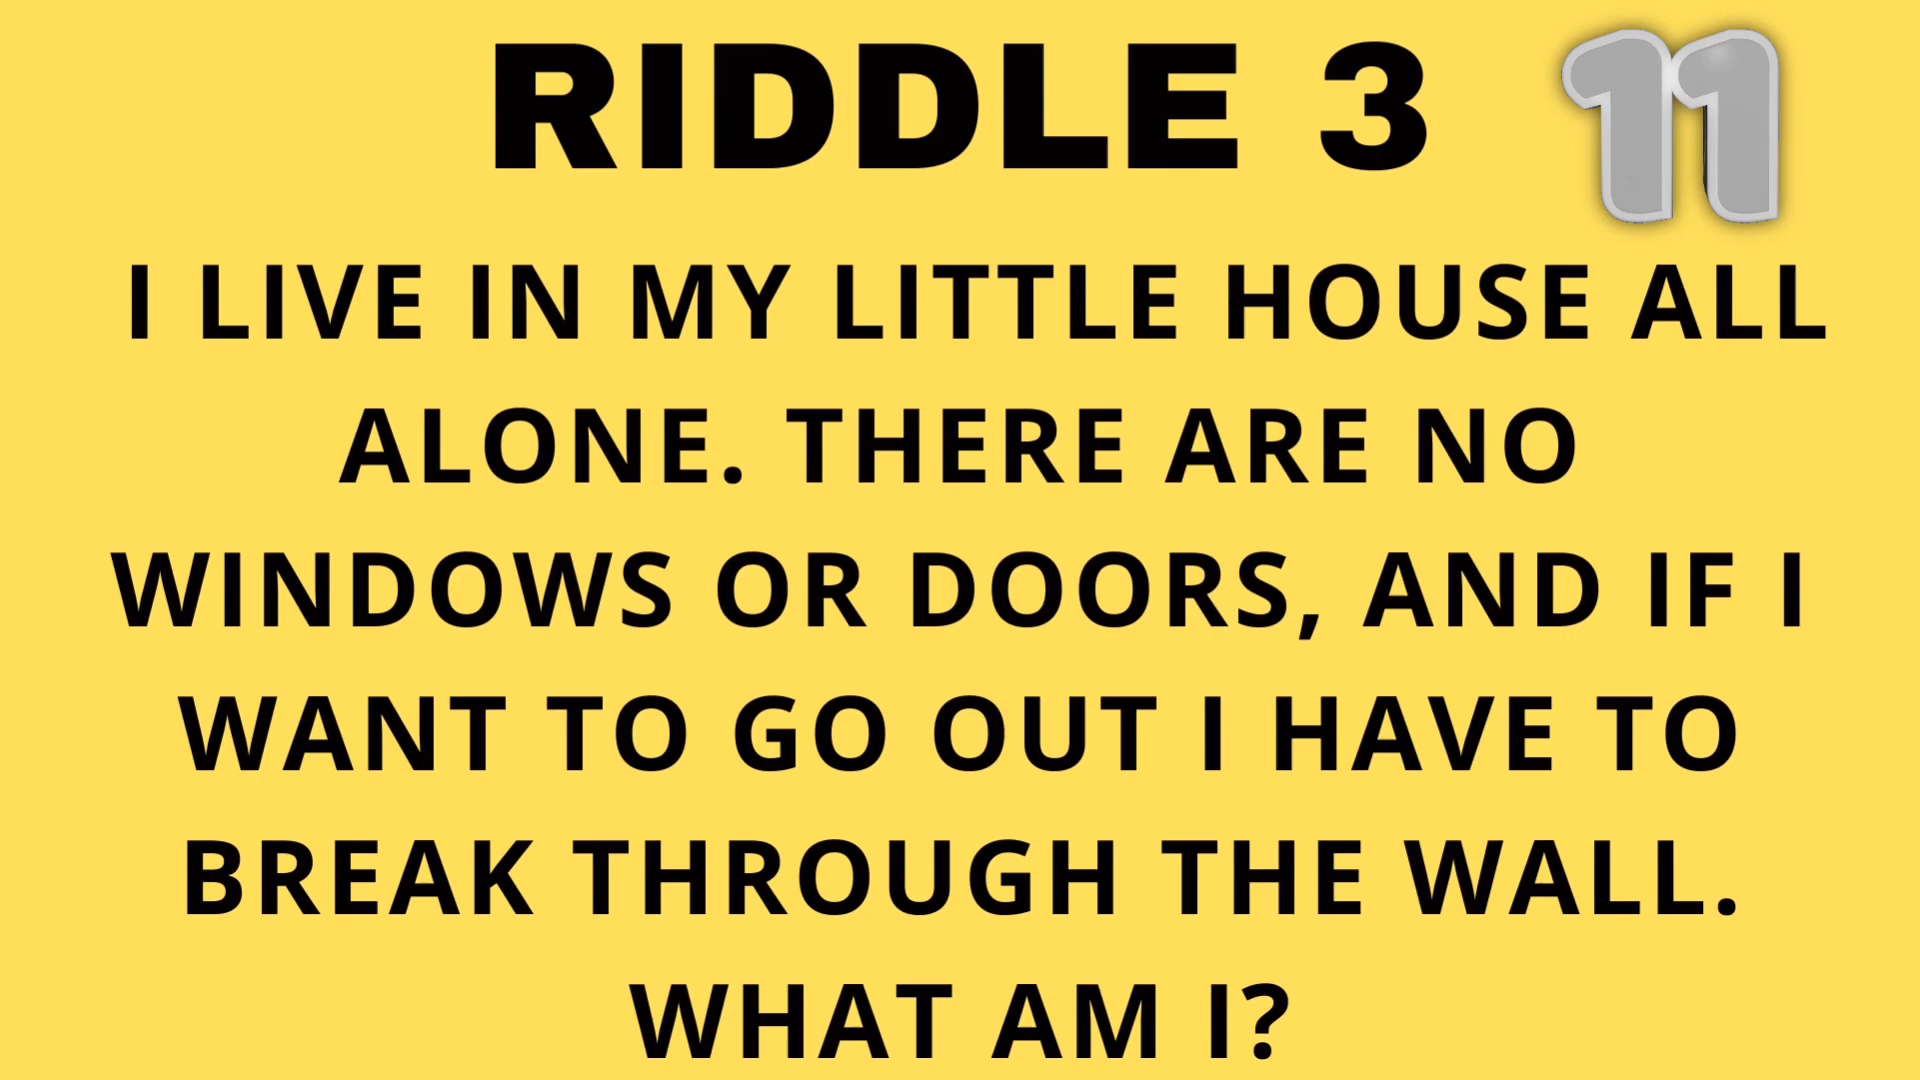 RIDDLE 3
11
I LIVE IN MY LITTLE HOUSE ALL
ALONE. THERE ARE NO
WINDOWS OR DOORS, AND IF I
WANT TO GO OUT I HAVE TO
BREAK THROUGH THE WALL.
WHAT AM I?